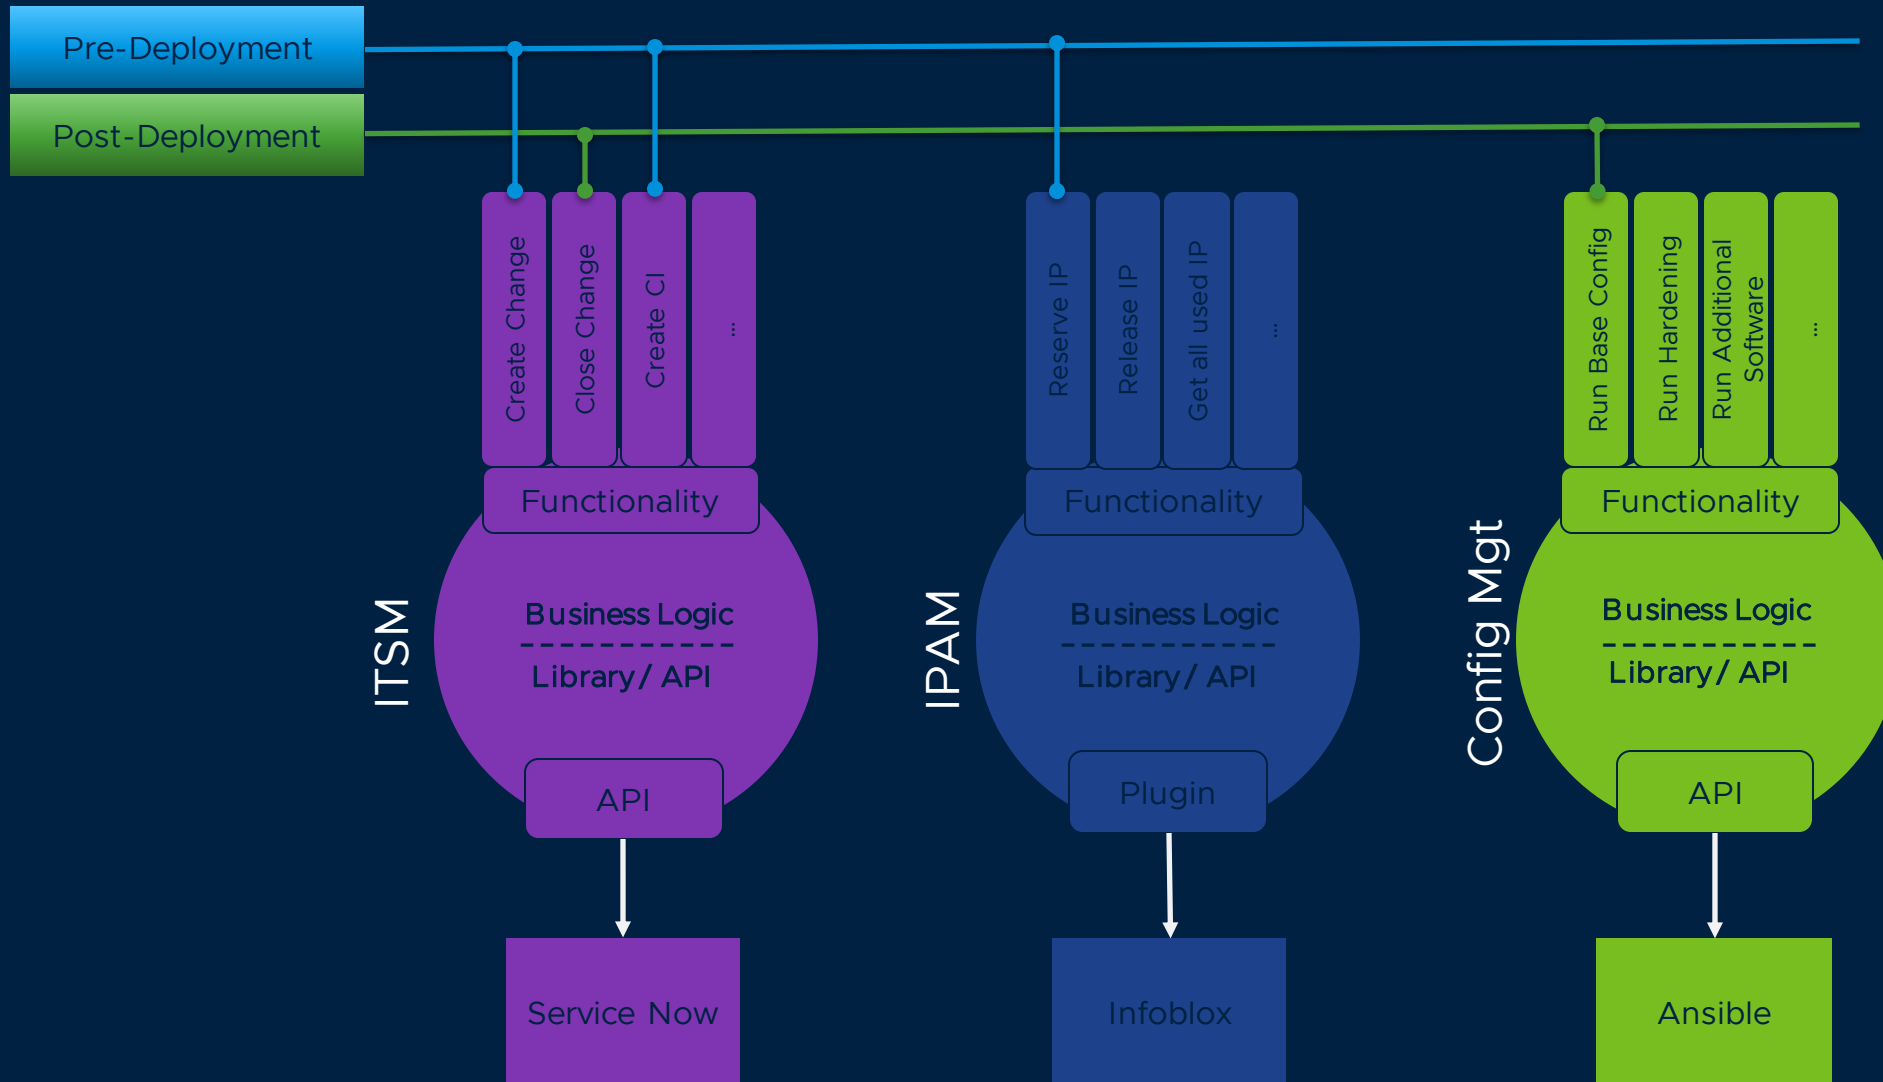 Pre-Deployment
Post-Deployment
Create Change
Close Change
Create CI
...
Reserve IP
Release IP
Get all used IP
...
Run Base Config
Run Hardening
Run Additional
Software
...
Functionality
Functionality
Functionality
ITSM
Business Logic
Library/ API
IPAM
Business Logic
Library/ API
Config Mgt
Business Logic
Library/ API
API
Plugin
API
Service Now
Infoblox
Ansible